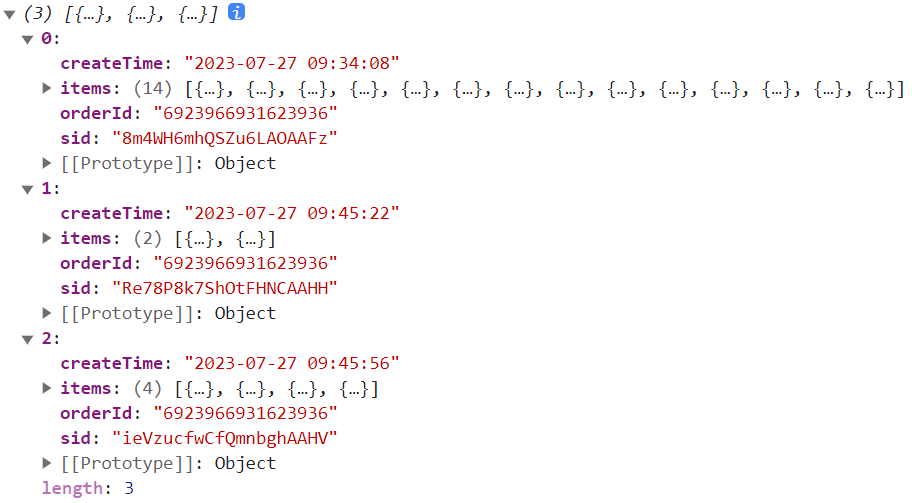 ▼ (3) [{…}, {…}, {…}] i
▼ 0:
createTime: "2023-07-27 09:34:08"
▶ items: (14) [{…}, {…}, {…}, {…}, {…}, {…}, {…}, {…}, {…}, {…}, {…}, {…}, {…}, {…}]
orderId: "6923966931623936"
sid: "8m4WH6mhQSZu6LAOAAFz"
▶ [[Prototype]]: Object
▼ 1:
createTime: "2023-07-27 09:45:22"
▶ items: (2) [{…}, {…}]
orderId: "6923966931623936"
sid: "Re78P8k7ShOtFHNCAAHH"
▶ [[Prototype]]: Object
▼ 2:
createTime: "2023-07-27 09:45:56"
▶ items: (4) [{…}, {…}, {…}, {…}]
orderId: "6923966931623936"
sid: "ieVzucfwCfQmnbghAAHV"
▶ [[Prototype]]: Object
length: 3